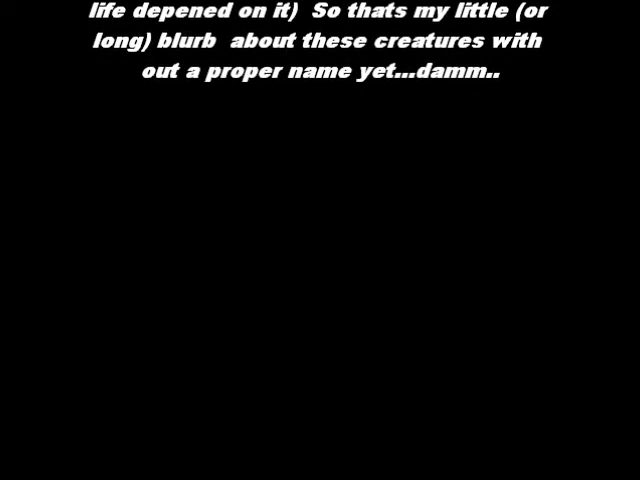 life depened on it)  So thats my little (or
long) blurb  about these creatures with
out a proper name yet...damm..